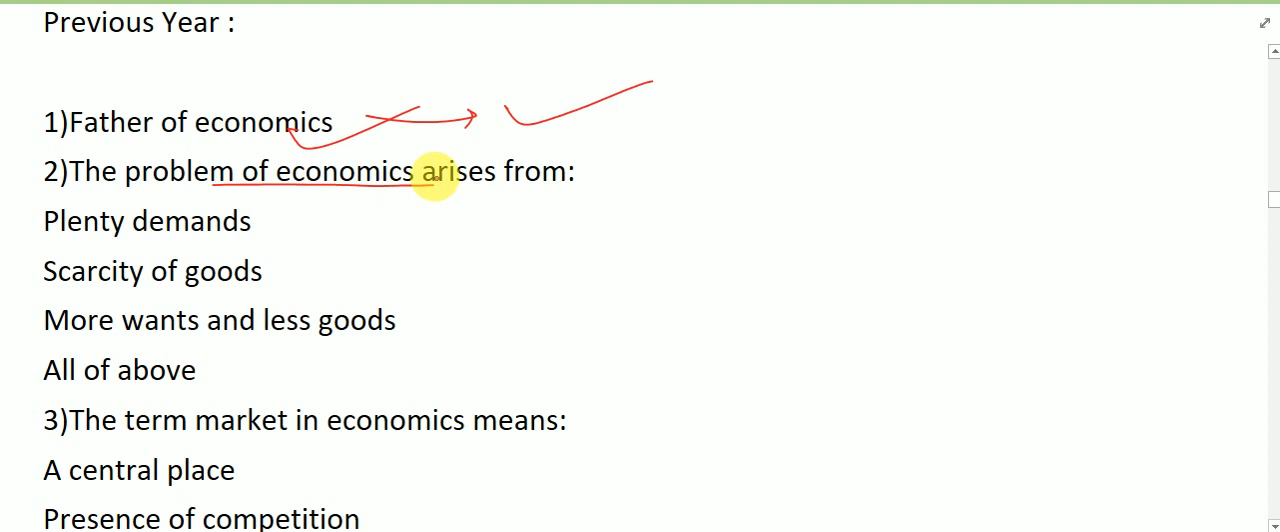 Previous Year :
1)Father of economics
2)The problem of economics arises from:
Plenty demands
Scarcity of goods
More wants and less goods
All of above
3)The term market in economics means:
A central place
Presence of competition